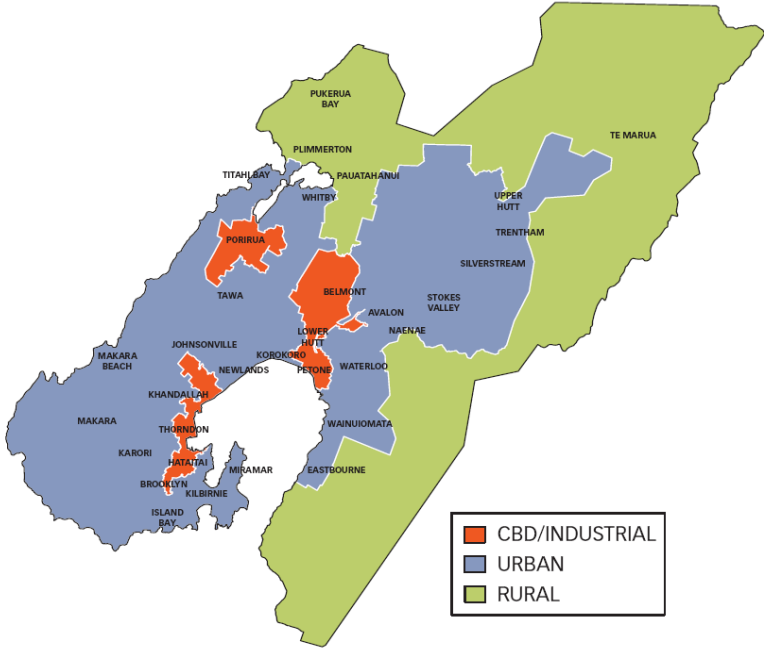 PUKERUA
BAY
TE MARUA
PLIMMERTON
TITAHI BAY
PAUATAHANUI
WHITBY
UPPER
HUTT
TRENTHAM
PORIRUA
SILVERSTREAM
BELMONT
TAWA
STOKES
VALLEY
AVALON
LOWER
HUTT
NAENAE
JOHNSONVILLE
MAKARA
BEACH
KOROKORO
NEWLANDS
PETONE
WATERLOO
KHANDALLAH
MAKARA
THORNDON
WAINUIOMATA
KARORI
HATAITAI
MIRAMAR
EASTBOURNE
BROOKLYN
KILBIRNIE
ISLAND
BAY
CBD/INDUSTRIAL
URBAN
RURAL